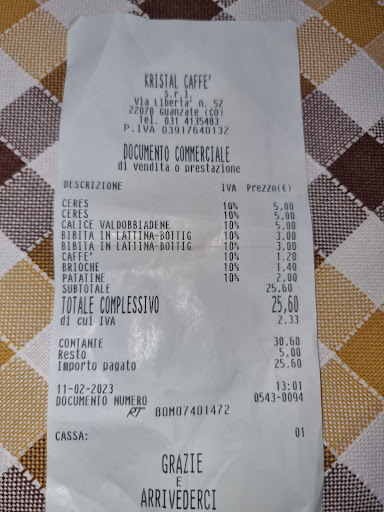 KRISTAL CAFFE'
S.r.l.
Via Liberta' n. 52
22070 Guanzate (CO)
Tel. 031 4135483
P.IVA 03917640132
DOCUMENTO COMMERCIALE
di vendita o prestazione
DESCRIZIONE IVA Prezzo(€)
CERES 10% 5,00
CERES 10% 5,00
CALICE VALDOBBIADENE 10% 5,00
BIBITA IN LATTINA-BOTTIG 10% 3,00
BIBITA IN LATTINA-BOTTIG 10% 3,00
CAFFE' 10% 1,20
BRIOCHE 10% 1,40
PATATINE 10% 2,00
SUBTOTALE 25,60
TOTALE COMPLESSIVO 25,60
di cui IVA 2,33
CONTANTE 30,60
Resto 5,00
Importo pagato 25,60
11-02-2023 13:01
DOCUMENTO NUMERO 0543-0094
RT 80M07401472
CASSA: 01
GRAZIE
E
ARRIVEDERCI